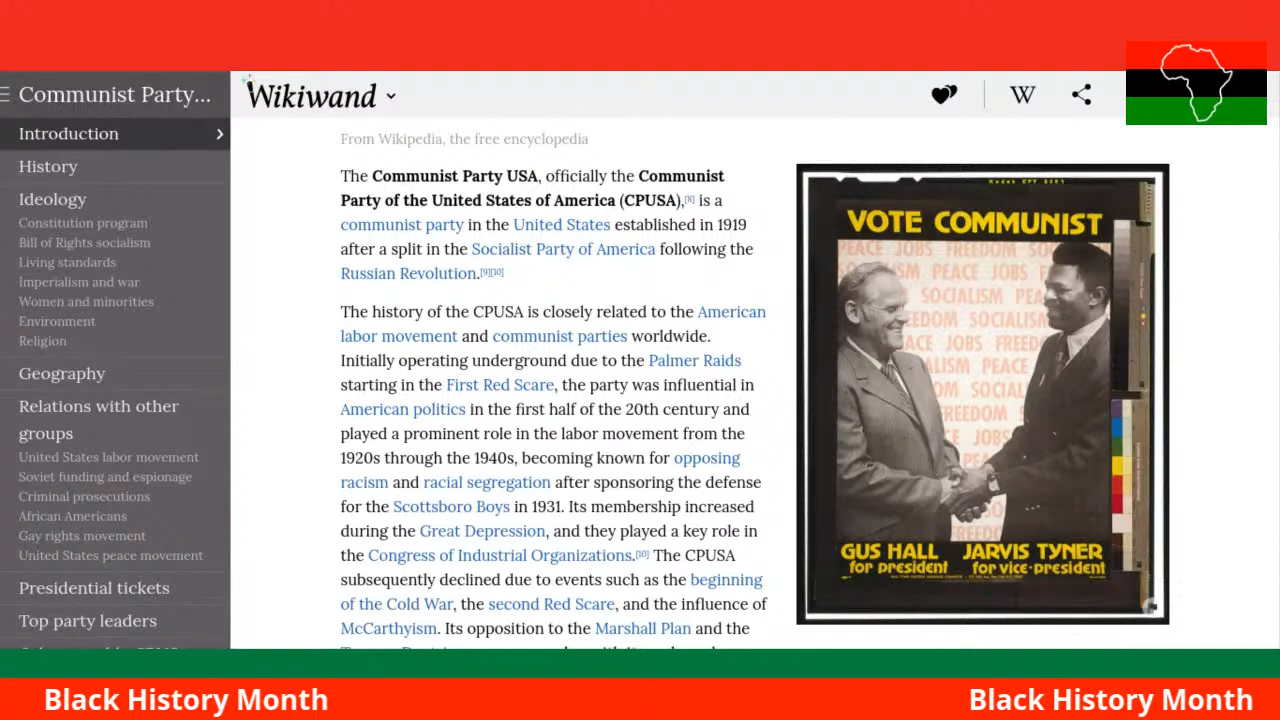 Communist Party...
Introduction
History
Ideology
Constitution program
Bill of Rights socialism
Living standards
Imperialism and war
Women and minorities
Environment
Religion
Geography
Relations with other
groups
United States labor movement
Soviet funding and espionage
Criminal prosecutions
African Americans
Gay rights movement
United States peace movement
Presidential tickets
Top party leaders
Wikiwand
W
From Wikipedia, the free encyclopedia
The Communist Party USA, officially the Communist
Party of the United States of America (CPUSA),[8] is a
communist party in the United States established in 1919
after a split in the Socialist Party of America following the
Russian Revolution.[9][10]
The history of the CPUSA is closely related to the American
labor movement and communist parties worldwide.
Initially operating underground due to the Palmer Raids
starting in the First Red Scare, the party was influential in
American politics in the first half of the 20th century and
played a prominent role in the labor movement from the
1920s through the 1940s, becoming known for opposing
racism and racial segregation after sponsoring the defense
for the Scottsboro Boys in 1931. Its membership increased
during the Great Depression, and they played a key role in
the Congress of Industrial Organizations.[10] The CPUSA
subsequently declined due to events such as the beginning
of the Cold War, the second Red Scare, and the influence of
McCarthyism. Its opposition to the Marshall Plan and the
VOTE COMMUNIST
PEACE JOBS FREEDOM
PEACE JOBS
SOCIALISM
SOCIALISM
JOBS
PEACE
FREEDOM
JOBS
GUS HALL JARVIS TYNER
for president for vice-president
Black History Month
Black History Month